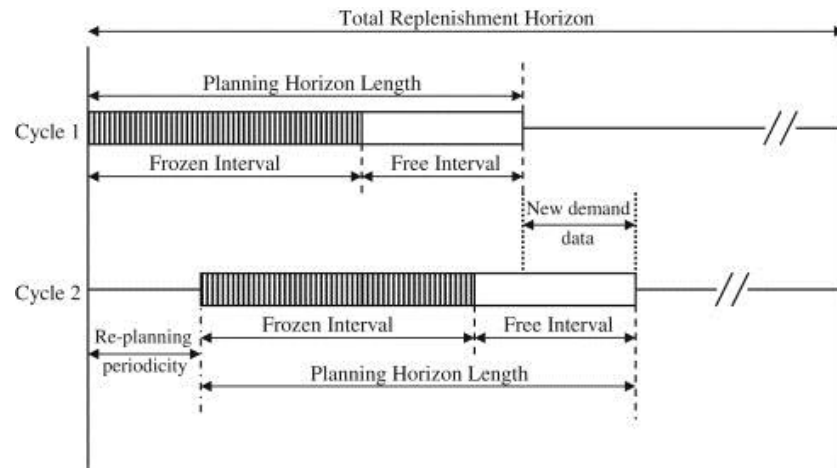 Total Replenishment Horizon
Planning Horizon Length
Cycle 1
Frozen Interval
Free Interval
New demand
data
Cycle 2
Frozen Interval
Free Interval
Re-planning
periodicity
Planning Horizon Length